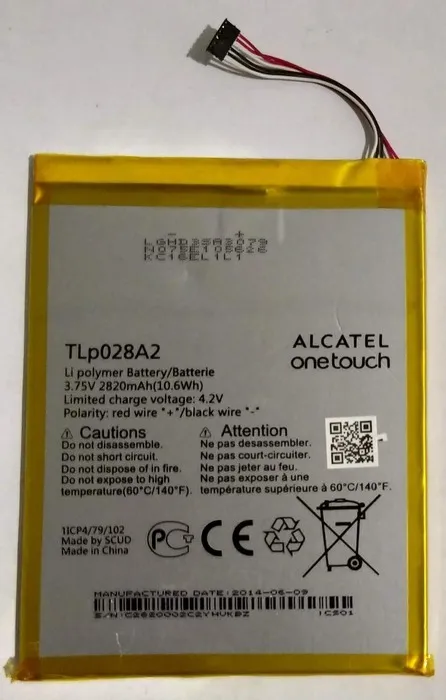 TLp028A2
Li polymer Battery/Batterie
3.75V 2820mAh(10.6Wh)
Limited charge voltage: 4.2V
Polarity: red wire "+"/black wire "-"
ALCATEL
onetouch
Cautions
Do not disassemble.
Do not short circuit.
Do not dispose of in fire.
Do not expose to high
temperature(60°C/140°F).
Attention
Ne pas desassembler.
Ne pas court-circuiter.
Ne pas jeter au feu.
Ne pas exposer à une
température supérieure à 60°C/140°F.
1ICP4/79/102
Made by SCUD
Made in China
CE
MANUFACTURED DATE:2014-06-09
S/N:C2820002C2YHVKDZ